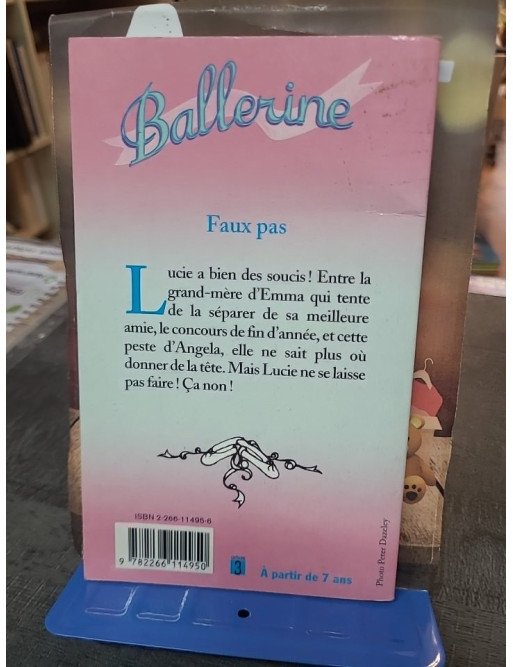 Ballerine
Faux pas
Lucie a bien des soucis ! Entre la
grand-mère d'Emma qui tente
de la séparer de sa meilleure
amie, le concours de fin d'année, et cette
peste d'Angela, elle ne sait plus où
donner de la tête. Mais Lucie ne se laisse
pas faire ! Ça non !
ISBN 2-266-11495-6
9 782266 114950
3
À partir de 7 ans
Photo Peter Dazeley